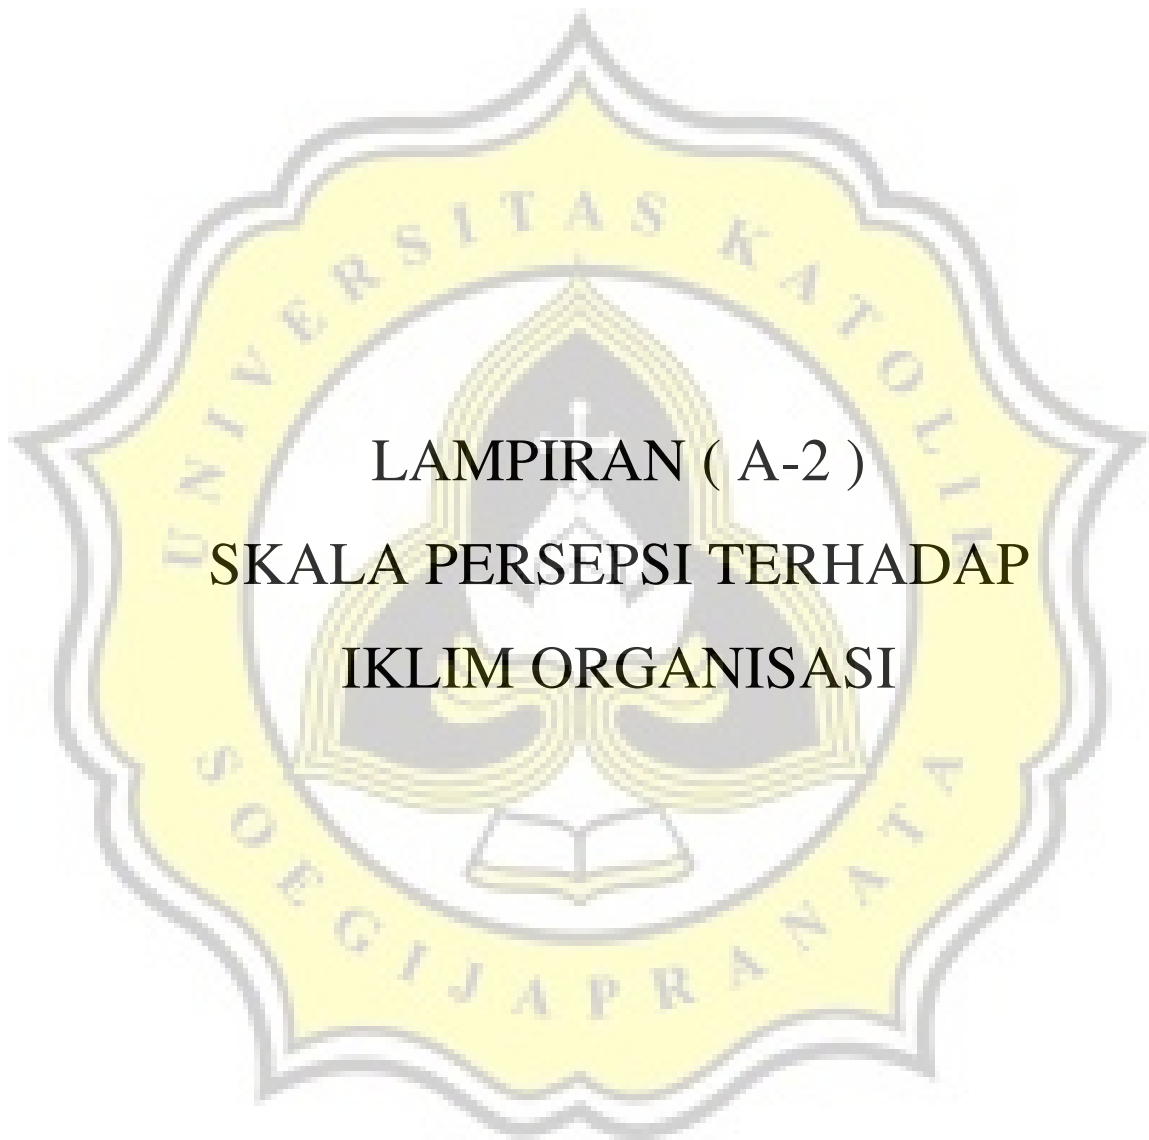 UNIVERSITAS KATOLIK
LAMPIRAN ( A-2 )
SKALA PERSEPSI TERHADAP
IKLIM ORGANISASI
SOEGIJAPRANATA